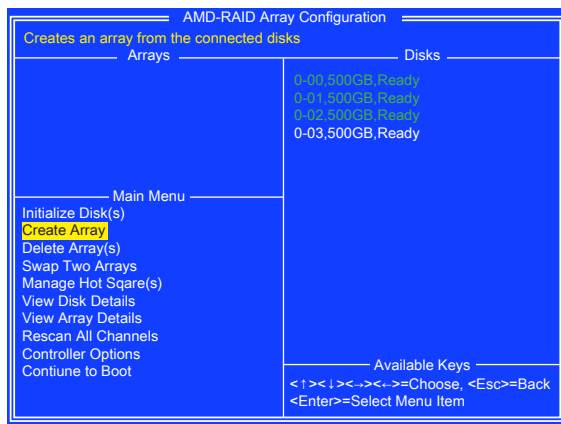 AMD-RAID Array Configuration
Creates an array from the connected disks
Arrays
Disks
0-00,500GB,Ready
0-01,500GB,Ready
0-02,500GB,Ready
0-03,500GB,Ready
Main Menu
Initialize Disk(s)
Create Array
Delete Array(s)
Swap Two Arrays
Manage Hot Sqare(s)
View Disk Details
View Array Details
Rescan All Channels
Controller Options
Contiune to Boot
Available Keys
<↑><↓><→><←>=Choose, <Esc>=Back
<Enter>=Select Menu Item